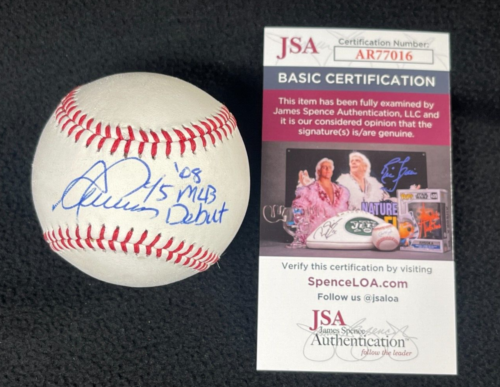 '08
15 MLB
Debut
JSA
Certification Number:
AR77016
BASIC CERTIFICATION
This item has been fully examined by
James Spence Authentication, LLC and
it is our considered opinion that the
signature(s) is/are genuine.
NATURE
JETS
Verify this certification by visiting
SpenceLOA.com
Follow us @jsaloa
JSA
James Spence
Authentication
follow the leader